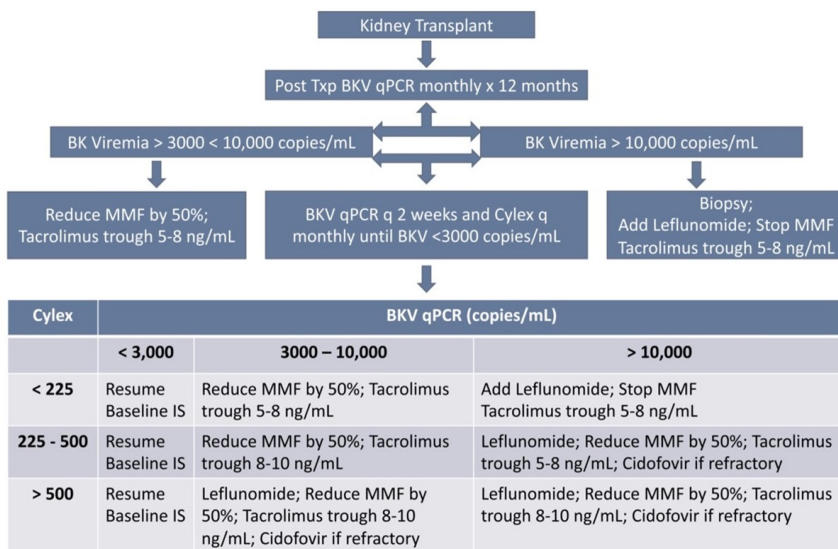 Kidney Transplant
Post Txp BKV qPCR monthly x 12 months
BK Viremia > 3000 < 10,000 copies/mL
BK Viremia > 10,000 copies/mL
Reduce MMF by 50%;
Tacrolimus trough 5-8 ng/mL
BKV qPCR q 2 weeks and Cylex q
monthly until BKV <3000 copies/mL
Biopsy;
Add Leflunomide; Stop MMF
Tacrolimus trough 5-8 ng/mL
Cylex
BKV qPCR (copies/mL)
< 3,000
3000 – 10,000
> 10,000
< 225
Resume
Baseline IS
Reduce MMF by 50%; Tacrolimus
trough 5-8 ng/mL
Add Leflunomide; Stop MMF
Tacrolimus trough 5-8 ng/mL
225 - 500
Resume
Baseline IS
Reduce MMF by 50%; Tacrolimus
trough 8-10 ng/mL
Leflunomide; Reduce MMF by 50%; Tacrolimus
trough 5-8 ng/mL; Cidofovir if refractory
> 500
Resume
Baseline IS
Leflunomide; Reduce MMF by
50%; Tacrolimus trough 8-10
ng/mL; Cidofovir if refractory
Leflunomide; Reduce MMF by 50%; Tacrolimus
trough 8-10 ng/mL; Cidofovir if refractory